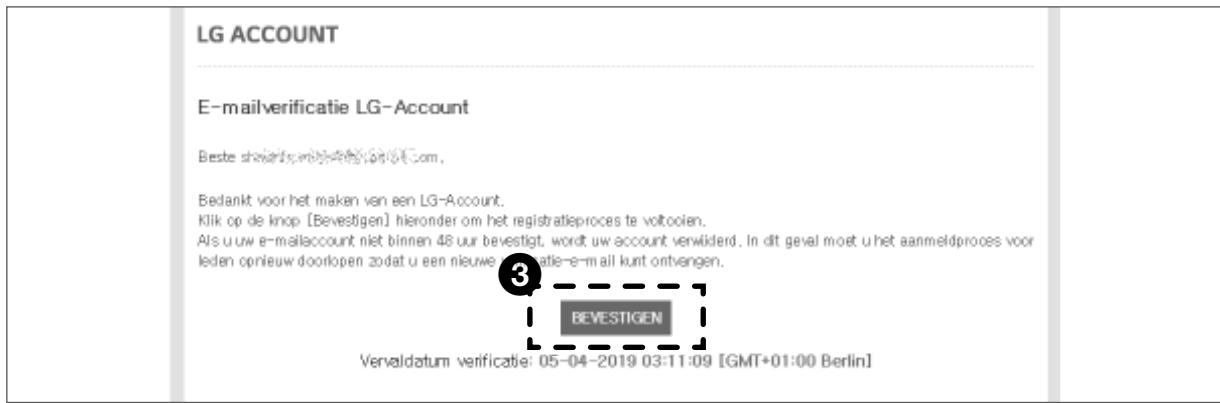 LG ACCOUNT
E-mailverificatie LG-Account
Beste
Bedankt voor het maken van een LG-Account.
Klik op de knop [Bevestigen] hieronder om het registratieproces te voltooien.
Als u uw e-mailaccount niet binnen 48 uur bevestigt, wordt uw account verwijderd. In dit geval moet u het aanmeldproces voor
leden opnieuw doorlopen zodat u een nieuwe kunt ontvangen.
3
BEVESTIGEN
Vervaldatum verificatie: 05-04-2019 03:11:09 [GMT+01:00 Berlin]